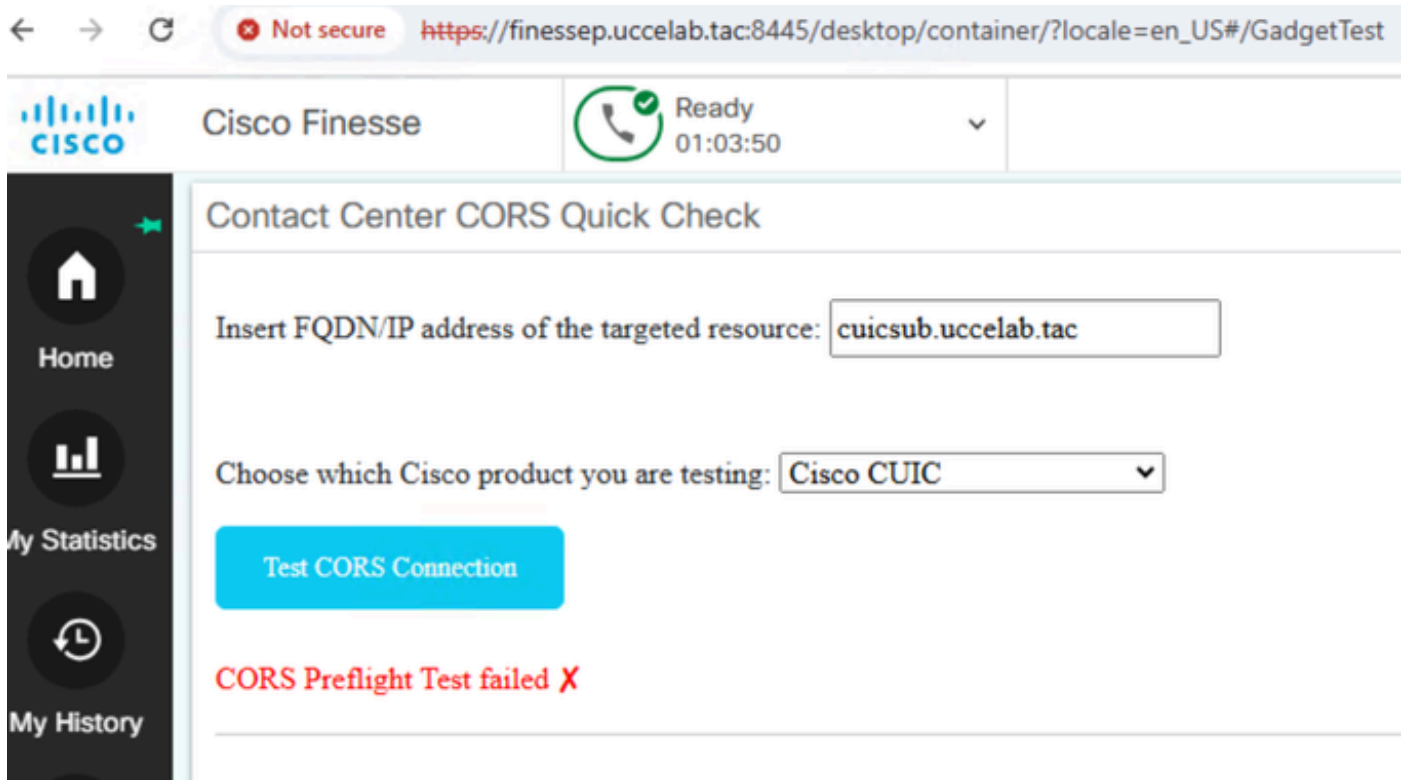 Not secure https://finessep.uccelab.tac:8445/desktop/container/?locale=en_US#/GadgetTest
CISCO
Cisco Finesse
Ready
01:03:50
Contact Center CORS Quick Check
Home
Insert FQDN/IP address of the targeted resource: cuicsub.uccelab.tac
My Statistics
Choose which Cisco product you are testing: Cisco CUIC
Test CORS Connection
My History
CORS Preflight Test failed ✗